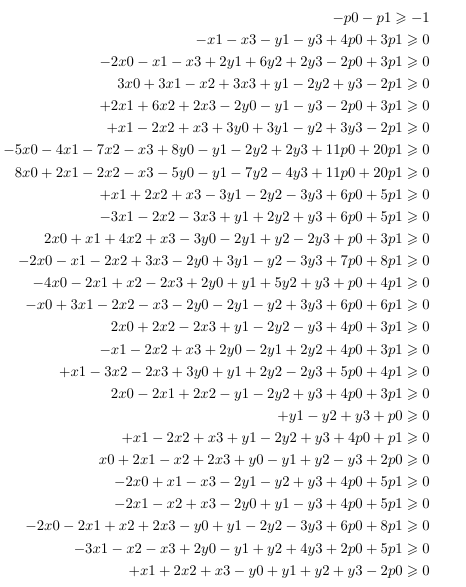 −p0 − p1 ⩾ −1
−x1 − x3 − y1 − y3 + 4p0 + 3p1 ⩾ 0
−2x0 − x1 − x3 + 2y1 + 6y2 + 2y3 − 2p0 + 3p1 ⩾ 0
3x0 + 3x1 − x2 + 3x3 + y1 − 2y2 + y3 − 2p1 ⩾ 0
+2x1 + 6x2 + 2x3 − 2y0 − y1 − y3 − 2p0 + 3p1 ⩾ 0
+x1 − 2x2 + x3 + 3y0 + 3y1 − y2 + 3y3 − 2p1 ⩾ 0
−5x0 − 4x1 − 7x2 − x3 + 8y0 − y1 − 2y2 + 2y3 + 11p0 + 20p1 ⩾ 0
8x0 + 2x1 − 2x2 − x3 − 5y0 − y1 − 7y2 − 4y3 + 11p0 + 20p1 ⩾ 0
+x1 + 2x2 + x3 − 3y1 − 2y2 − 3y3 + 6p0 + 5p1 ⩾ 0
−3x1 − 2x2 − 3x3 + y1 + 2y2 + y3 + 6p0 + 5p1 ⩾ 0
2x0 + x1 + 4x2 + x3 − 3y0 − 2y1 + y2 − 2y3 + p0 + 3p1 ⩾ 0
−2x0 − x1 − 2x2 + 3x3 − 2y0 + 3y1 − y2 − 3y3 + 7p0 + 8p1 ⩾ 0
−4x0 − 2x1 + x2 − 2x3 + 2y0 + y1 + 5y2 + y3 + p0 + 4p1 ⩾ 0
−x0 + 3x1 − 2x2 − x3 − 2y0 − 2y1 − y2 + 3y3 + 6p0 + 6p1 ⩾ 0
2x0 + 2x2 − 2x3 + y1 − 2y2 − y3 + 4p0 + 3p1 ⩾ 0
−x1 − 2x2 + x3 + 2y0 − 2y1 + 2y2 + 4p0 + 3p1 ⩾ 0
+x1 − 3x2 − 2x3 + 3y0 + y1 + 2y2 − 2y3 + 5p0 + 4p1 ⩾ 0
2x0 − 2x1 + 2x2 − y1 − 2y2 + y3 + 4p0 + 3p1 ⩾ 0
+y1 − y2 + y3 + p0 ⩾ 0
+x1 − 2x2 + x3 + y1 − 2y2 + y3 + 4p0 + p1 ⩾ 0
x0 + 2x1 − x2 + 2x3 + y0 − y1 + y2 − y3 + 2p0 ⩾ 0
−2x0 + x1 − x3 − 2y1 − y2 + y3 + 4p0 + 5p1 ⩾ 0
−2x1 − x2 + x3 − 2y0 + y1 − y3 + 4p0 + 5p1 ⩾ 0
−2x0 − 2x1 + x2 + 2x3 − y0 + y1 − 2y2 − 3y3 + 6p0 + 8p1 ⩾ 0
−3x1 − x2 − x3 + 2y0 − y1 + y2 + 4y3 + 2p0 + 5p1 ⩾ 0
+x1 + 2x2 + x3 − y0 + y1 + y2 + y3 − 2p0 ⩾ 0